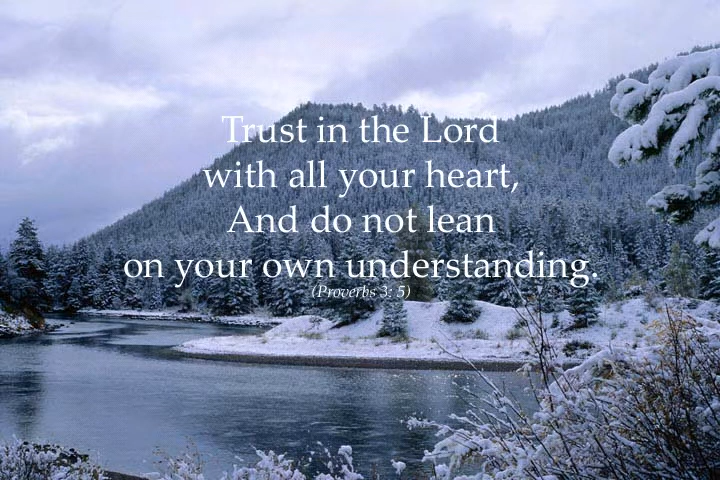 Trust in the Lord
with all your heart,
And do not lean
on your own understanding.
(Proverbs 3: 5)